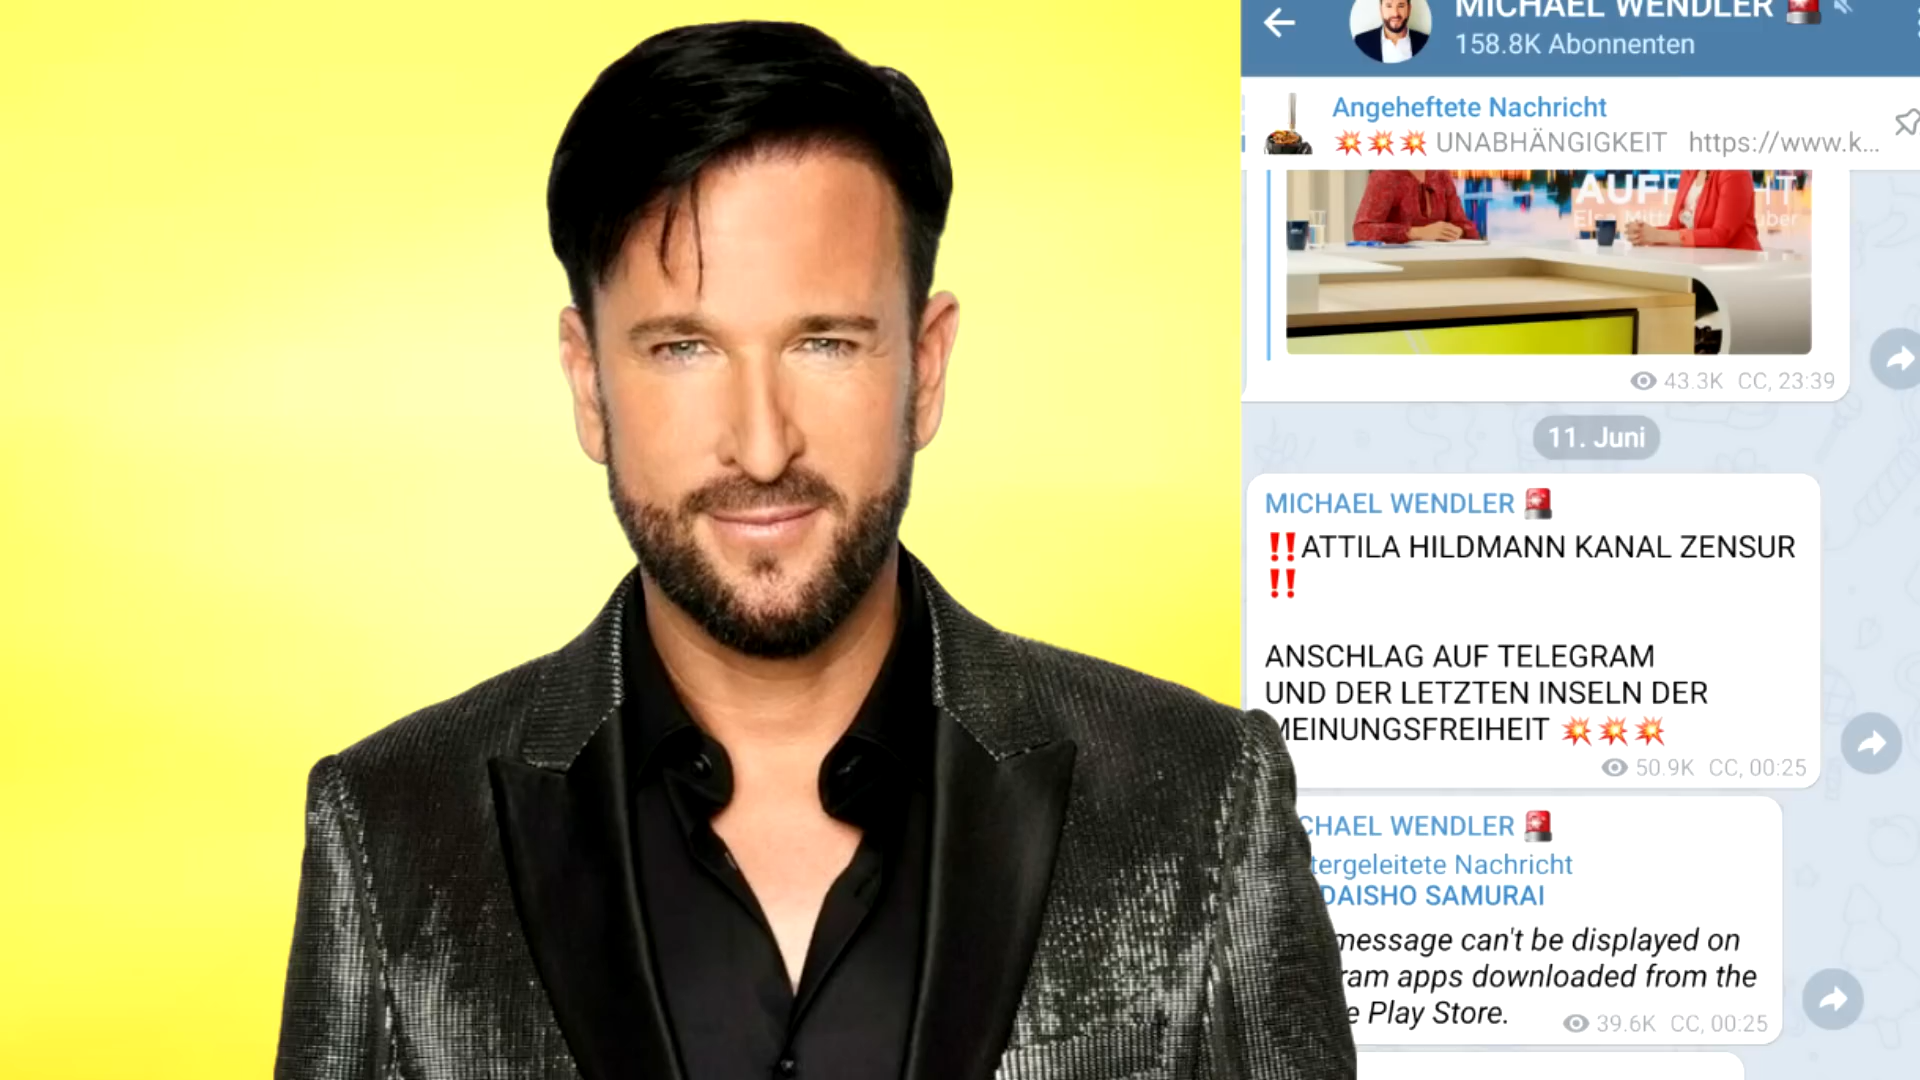 MICHAEL WENDLER 🚨
158.8K Abonnenten
Angeheftete Nachricht
💥💥💥 UNABHÄNGIGKEIT https://www.k...
43.3K CC, 23:39
11. Juni
MICHAEL WENDLER 🚨
‼️ATTILA HILDMANN KANAL ZENSUR
‼️
ANSCHLAG AUF TELEGRAM
UND DER LETZTEN INSELN DER
MEINUNGSFREIHEIT 💥💥💥
50.9K CC, 00:25
CHAEL WENDLER 🚨
tergeleitete Nachricht
DAISHO SAMURAI
message can't be displayed on
ram apps downloaded from the
e Play Store.
39.6K CC, 00:25